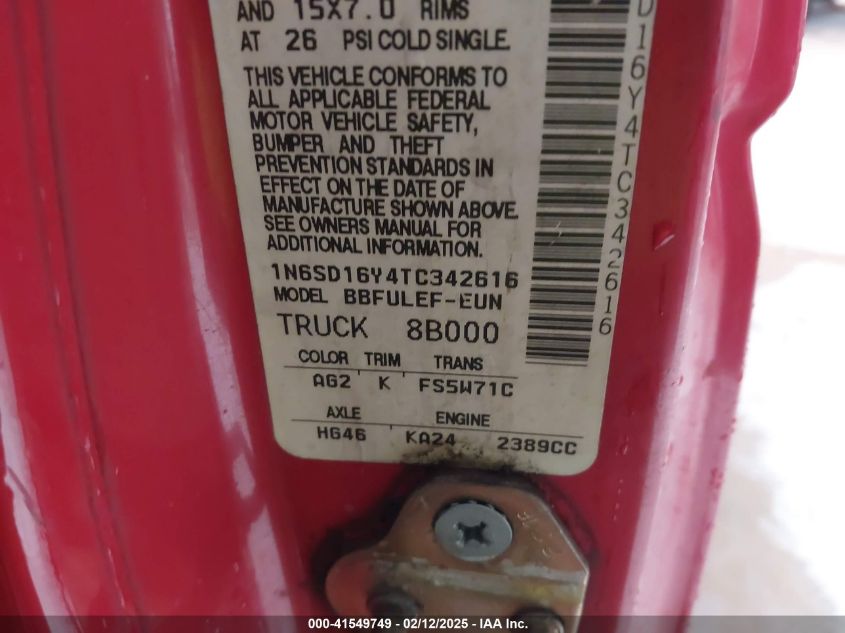 AND 15X7.0 RIMS
AT 26 PSI COLD SINGLE.
THIS VEHICLE CONFORMS TO
ALL APPLICABLE FEDERAL
MOTOR VEHICLE SAFETY,
BUMPER AND THEFT
PREVENTION STANDARDS IN
EFFECT ON THE DATE OF
MANUFACTURE SHOWN ABOVE.
SEE OWNERS MANUAL FOR
ADDITIONAL INFORMATION.
1N6SD16Y4TC342616
MODEL BBFULEF-EUN
TRUCK 8B000
COLOR TRIM TRANS
AG2 K FS5W71C
AXLE ENGINE
HG46 KA24 2389CC
D16Y4TC342616
000-41549749 - 02/12/2025 - IAA Inc.